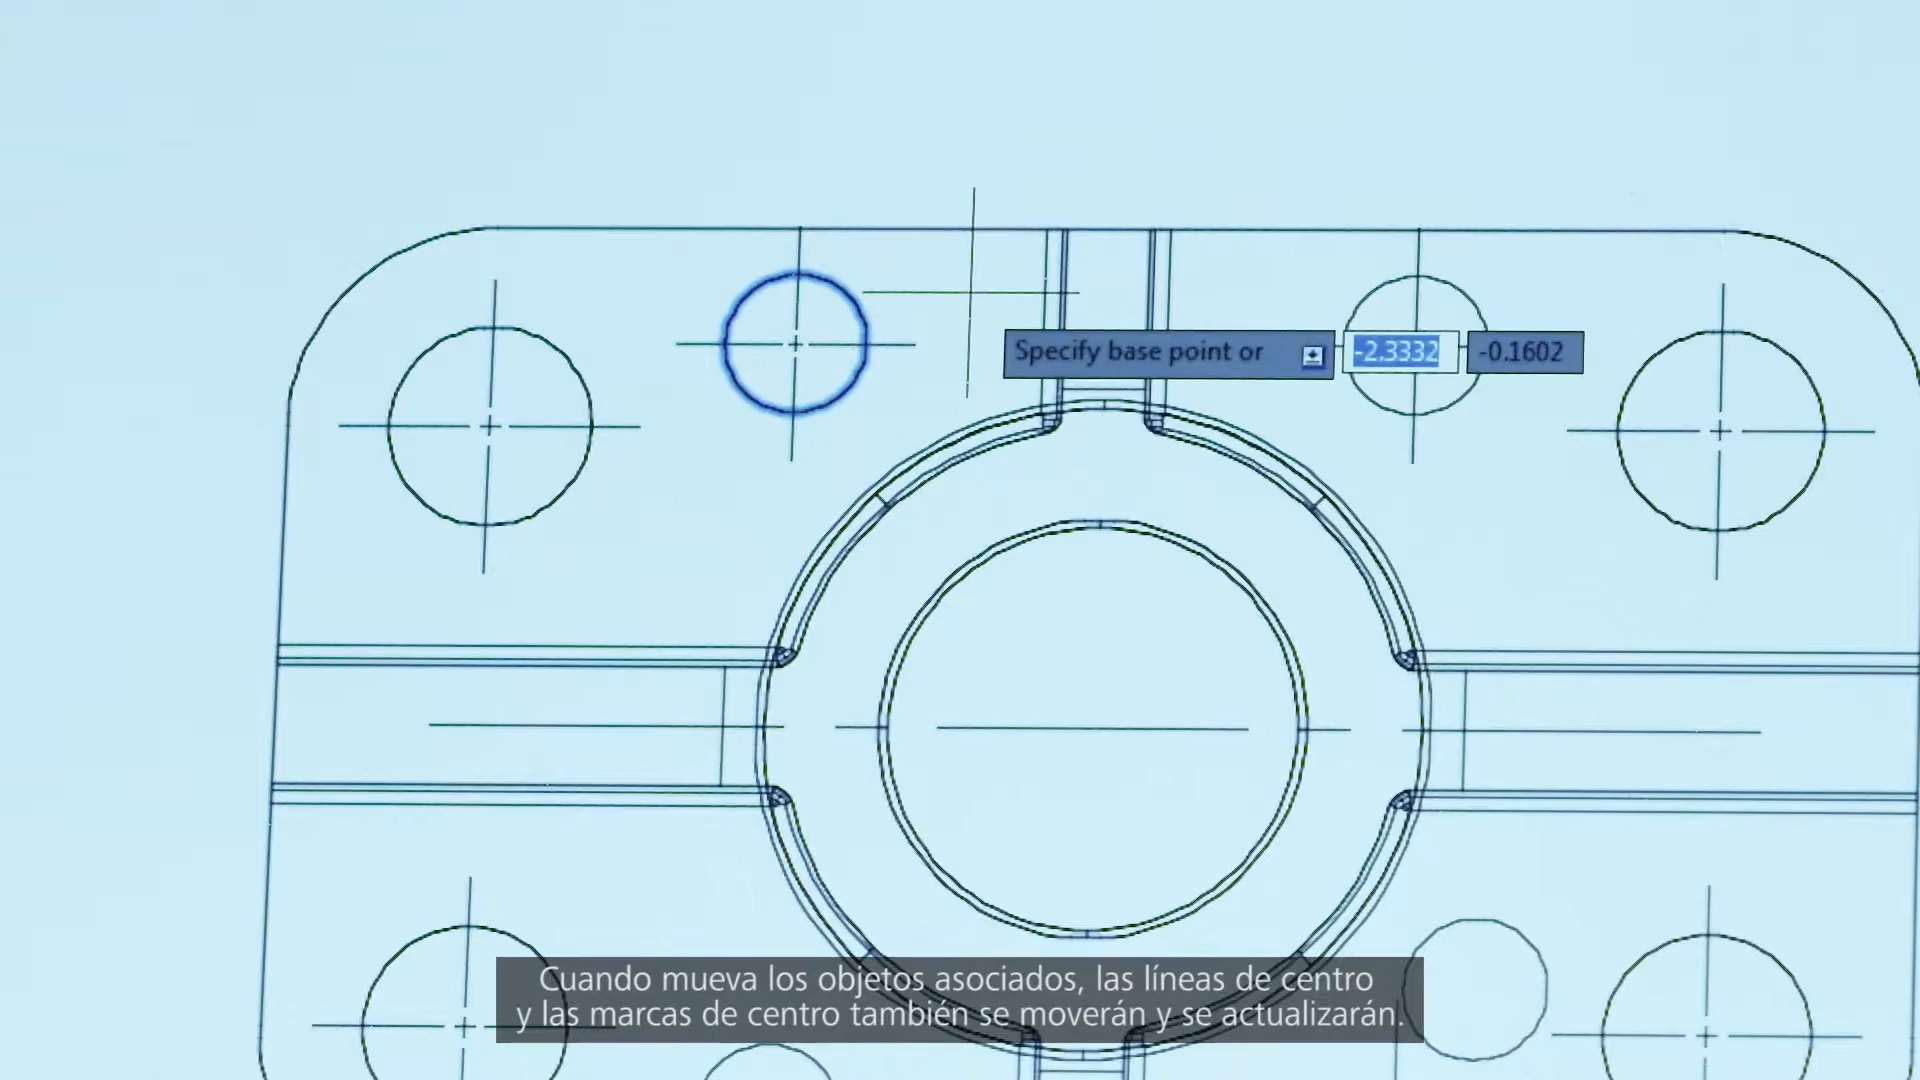 Specify base point or
-2.3332
-0.1602
Cuando mueva los objetos asociados, las líneas de centro
y las marcas de centro también se moverán y se actualizarán.